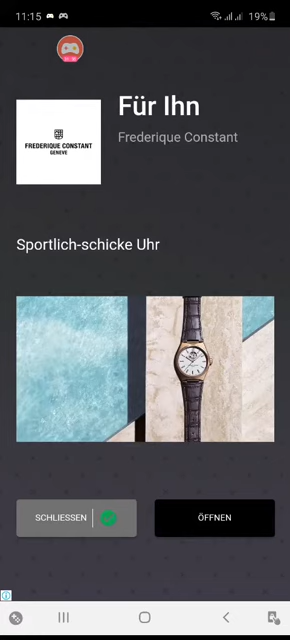 11:15
19%
Für Ihn
Frederique Constant
FREDERIQUE CONSTANT
GENEVE
Sportlich-schicke Uhr
SCHLIESSEN
ÖFFNEN